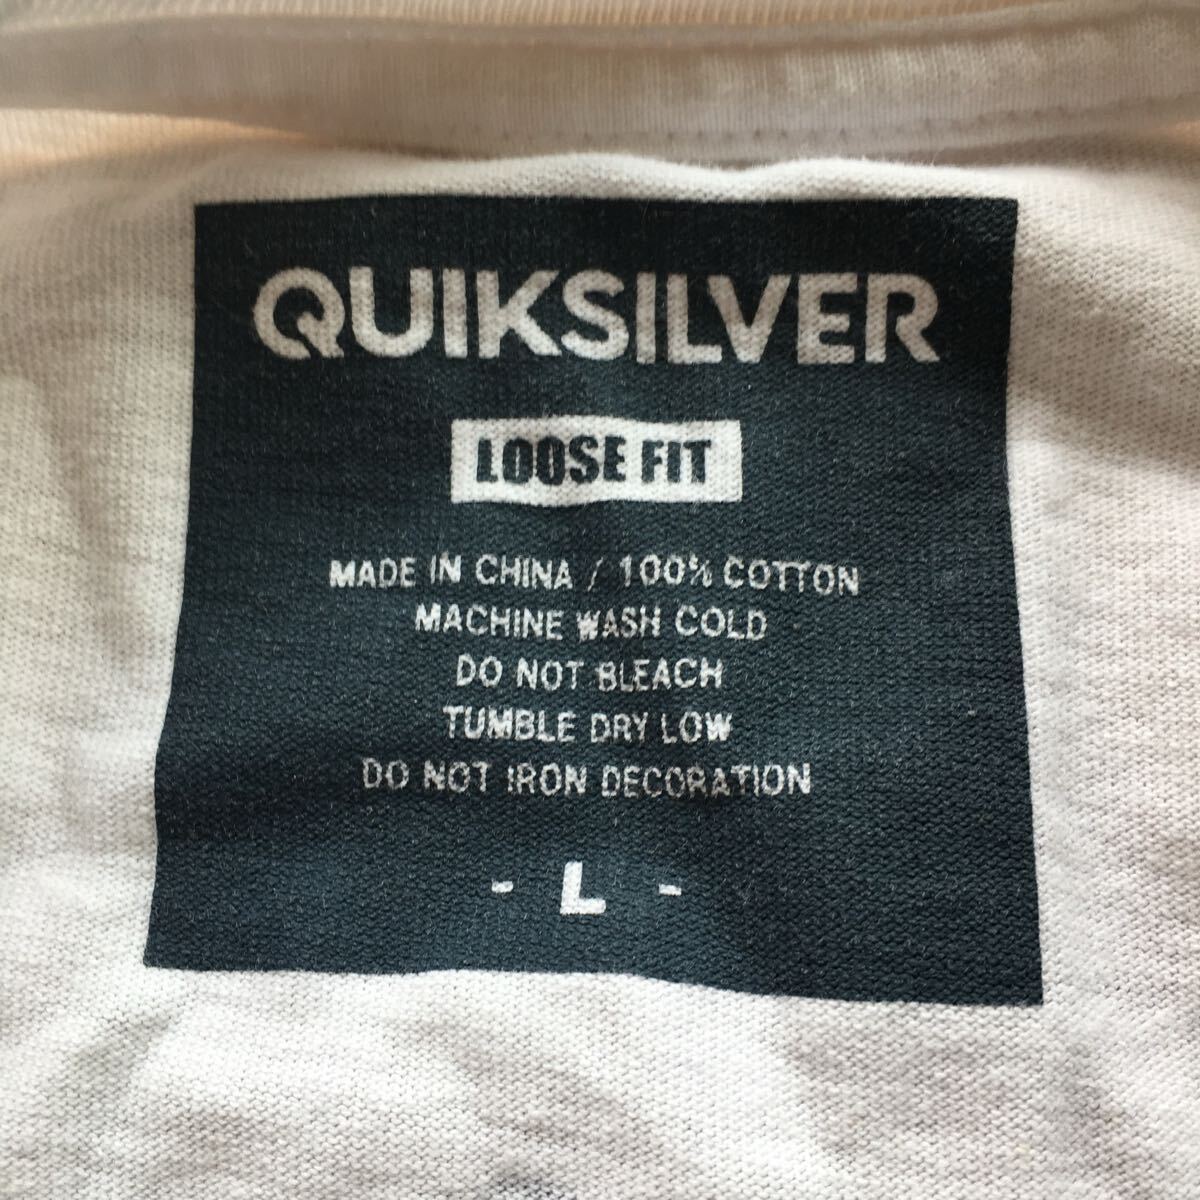 QUIKSILVER
LOOSE FIT
MADE IN CHINA / 100% COTTON
MACHINE WASH COLD
DO NOT BLEACH
TUMBLE DRY LOW
DO NOT IRON DECORATION
- L -